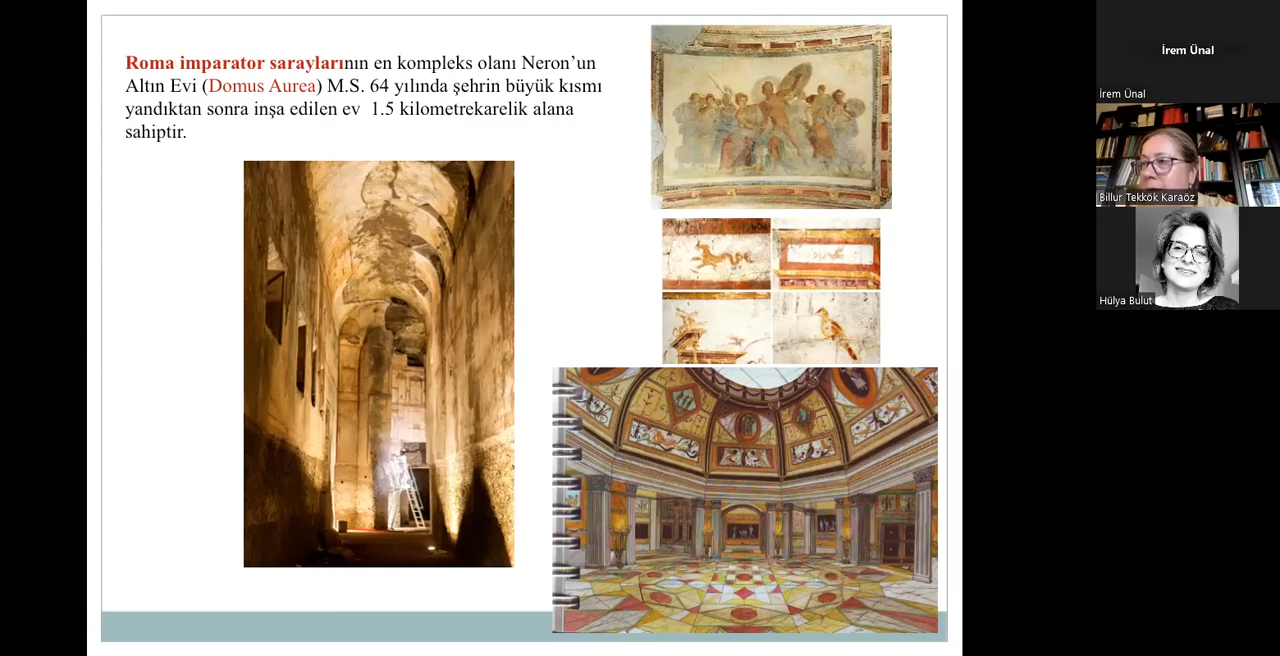 Roma imparator saraylarının en kompleks olanı Neron’un
Altın Evi (Domus Aurea) M.S. 64 yılında şehrin büyük kısmı
yandıktan sonra inşa edilen ev 1.5 kilometrekarelik alana
sahiptir.
İrem Ünal
İrem Ünal
Billur Tekkök Karaöz
Hülya Bulut